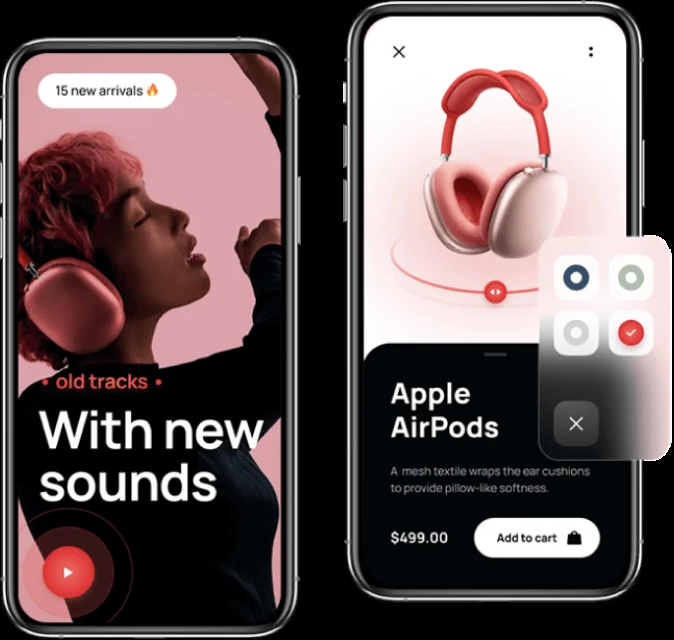 15 new arrivals 🔥
• old tracks •
With new
sounds
Apple
AirPods
A mesh textile wraps the ear cushions
to provide pillow-like softness.
$499.00
Add to cart